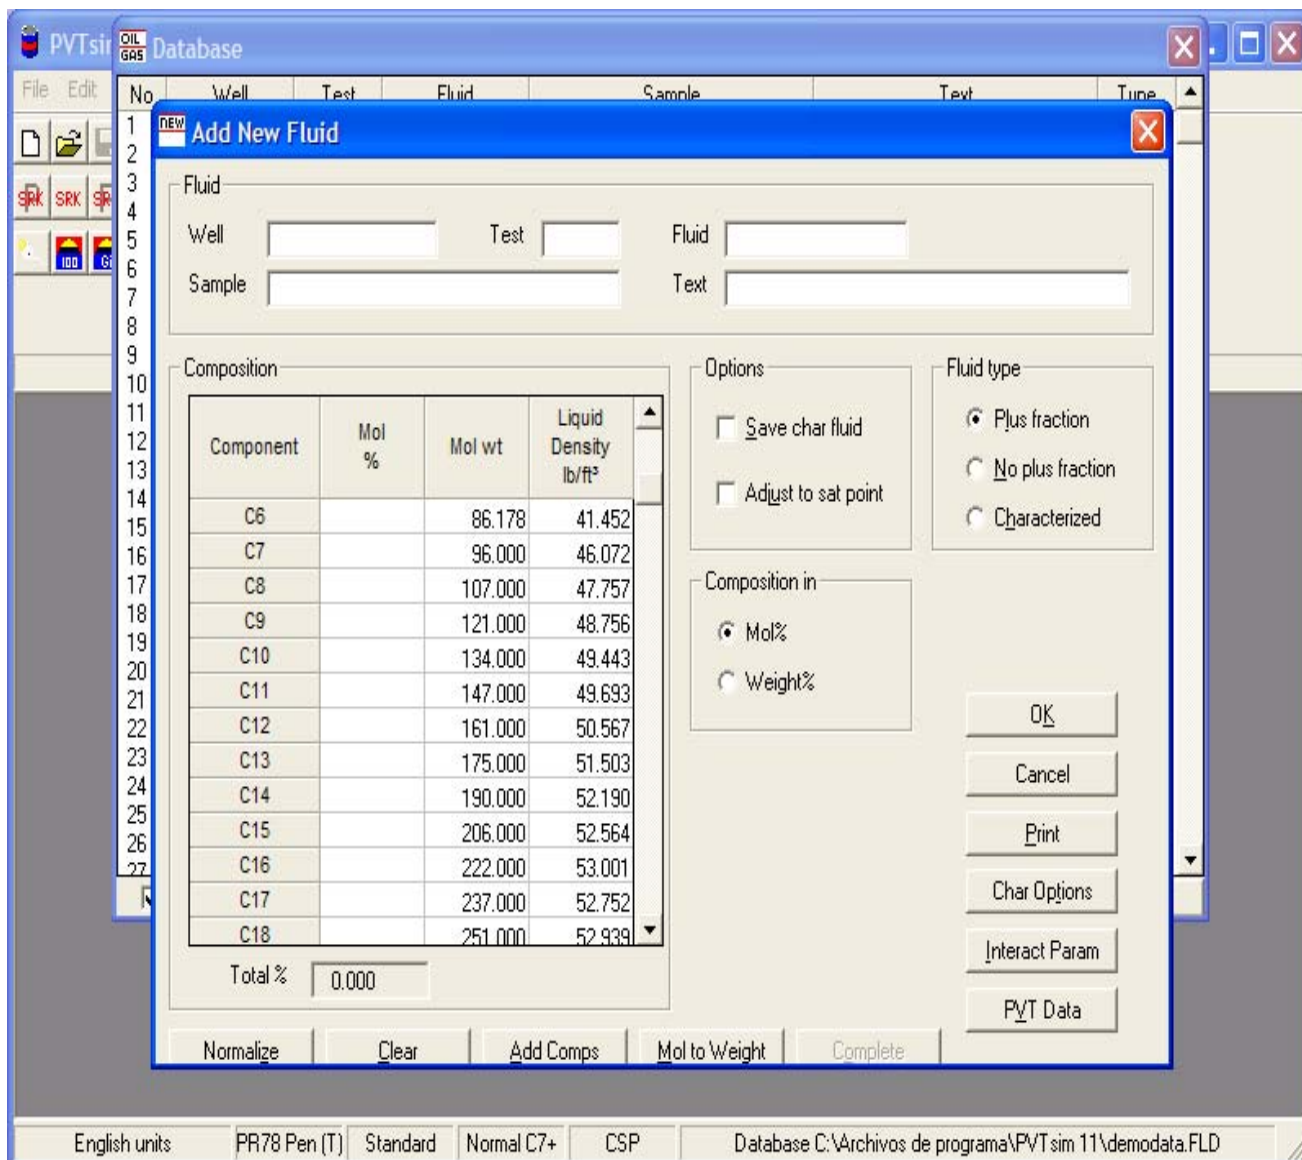 PVTsim
OIL GAS Database
File Edit
No Well Test Fluid Sample Text Type
1
NEW Add New Fluid
2
3
Fluid
SRK SRK
4
5
Well Test Fluid
100
6
7
Sample Text
8
9
10
Composition Options Fluid type
11
12
13
14
15
16
17
18
19
20
21
22
23
24
25
26
27
Component Mol % Mol wt Liquid Density lb/ft³
C6 86.178 41.452
C7 96.000 46.072
C8 107.000 47.757
C9 121.000 48.756
C10 134.000 49.443
C11 147.000 49.693
C12 161.000 50.567
C13 175.000 51.503
C14 190.000 52.190
C15 206.000 52.564
C16 222.000 53.001
C17 237.000 52.752
C18 251.000 52.939
Total % 0.000
Save char fluid
Adjust to sat point
Plus fraction
No plus fraction
Characterized
Composition in
Mol%
Weight%
OK
Cancel
Print
Char Options
Interact Param
PVT Data
Normalize Clear Add Comps Mol to Weight Complete
English units PR78 Pen (T) Standard Normal C7+ CSP Database C:\Archivos de programa\PVTsim 11\demodata.FLD